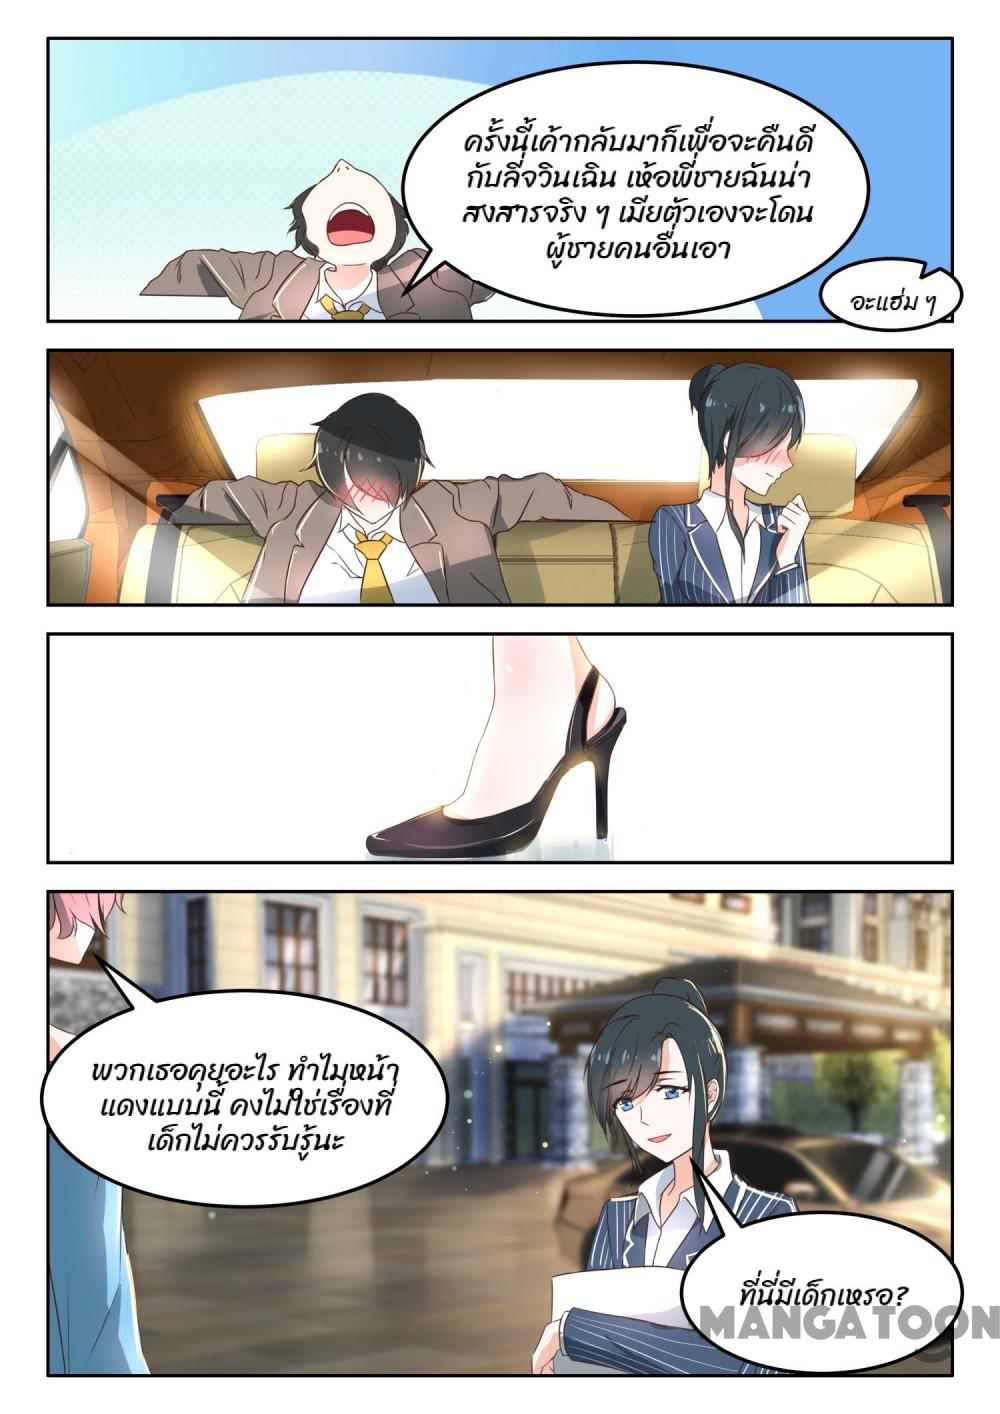 ครั้งนี้เค้ากลับมาก็เพื่อจะคืนดี
กับลี่จวินเฉิน เห้อพี่ชายฉันน่า
สงสารจริง ๆ เมียตัวเองจะโดน
ผู้ชายคนอื่นเอา
อะแฮ่ม ๆ
พวกเธอคุยอะไร ทำไมหน้า
แดงแบบนี้ คงไม่ใช่เรื่องที่
เด็กไม่ควรรับรู้นะ
ที่นี่มีเด็กเหรอ?
MANGATOON